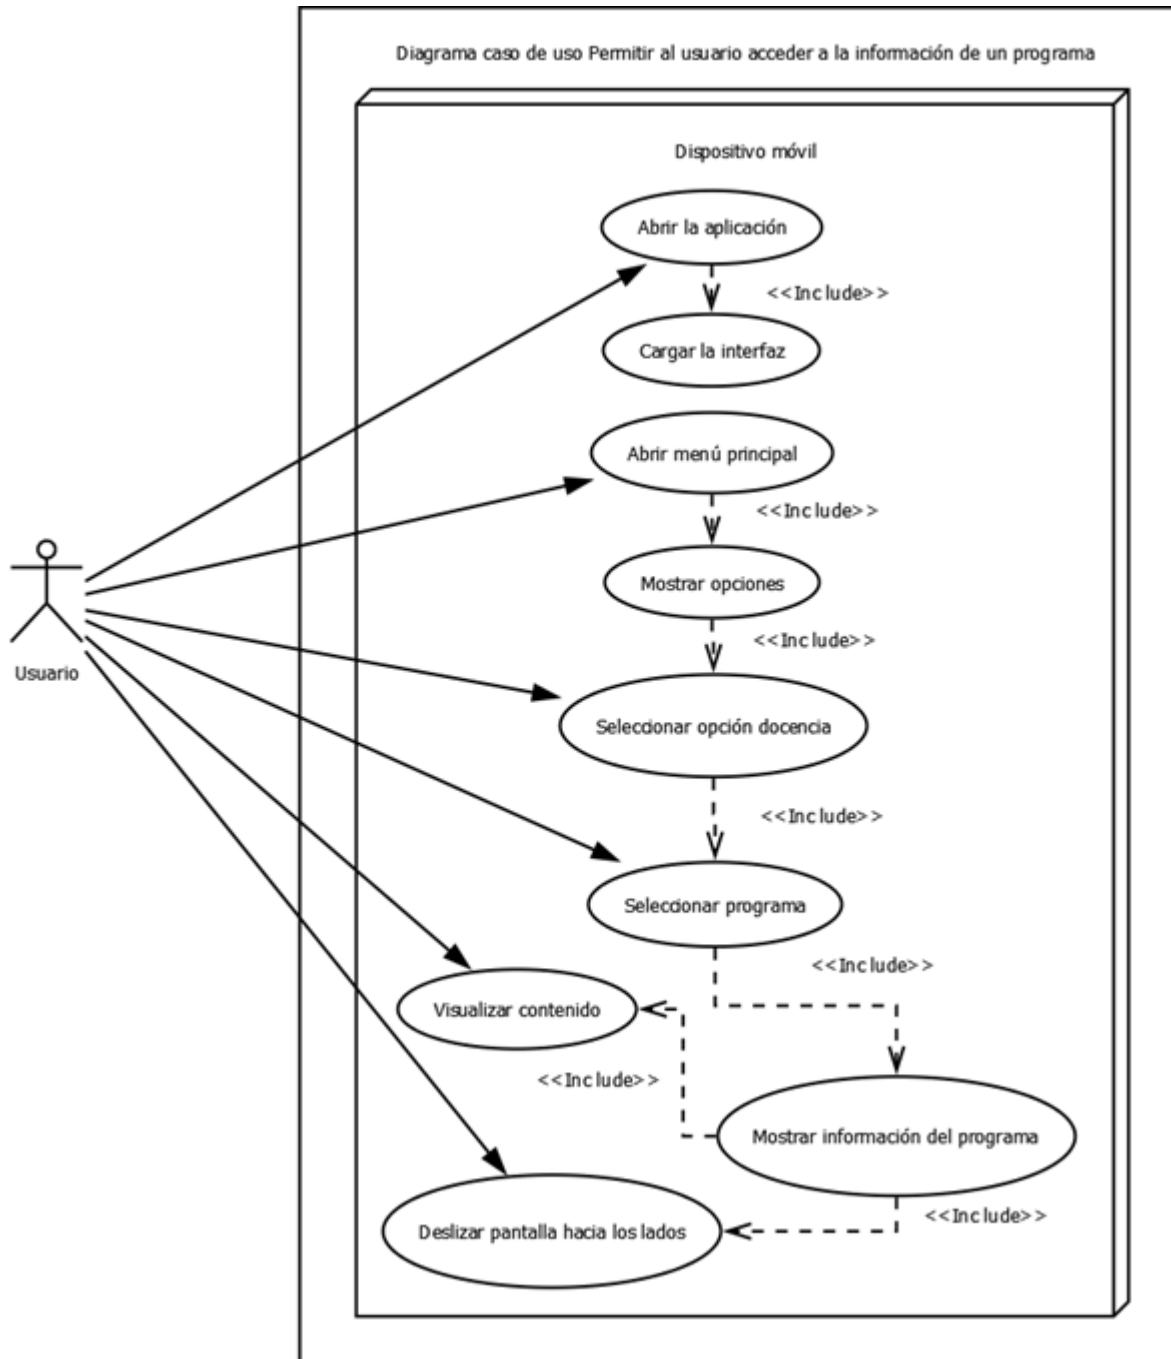 Diagrama caso de uso Permitir al usuario acceder a la información de un programa
Dispositivo móvil
Abrir la aplicación
<<Include>>
Cargar la interfaz
Abrir menú principal
<<Include>>
Mostrar opciones
<<Include>>
Usuario
Seleccionar opción docencia
<<Include>>
Seleccionar programa
<<Include>>
Visualizar contenido
<<Include>>
Mostrar información del programa
<<Include>>
Deslizar pantalla hacia los lados